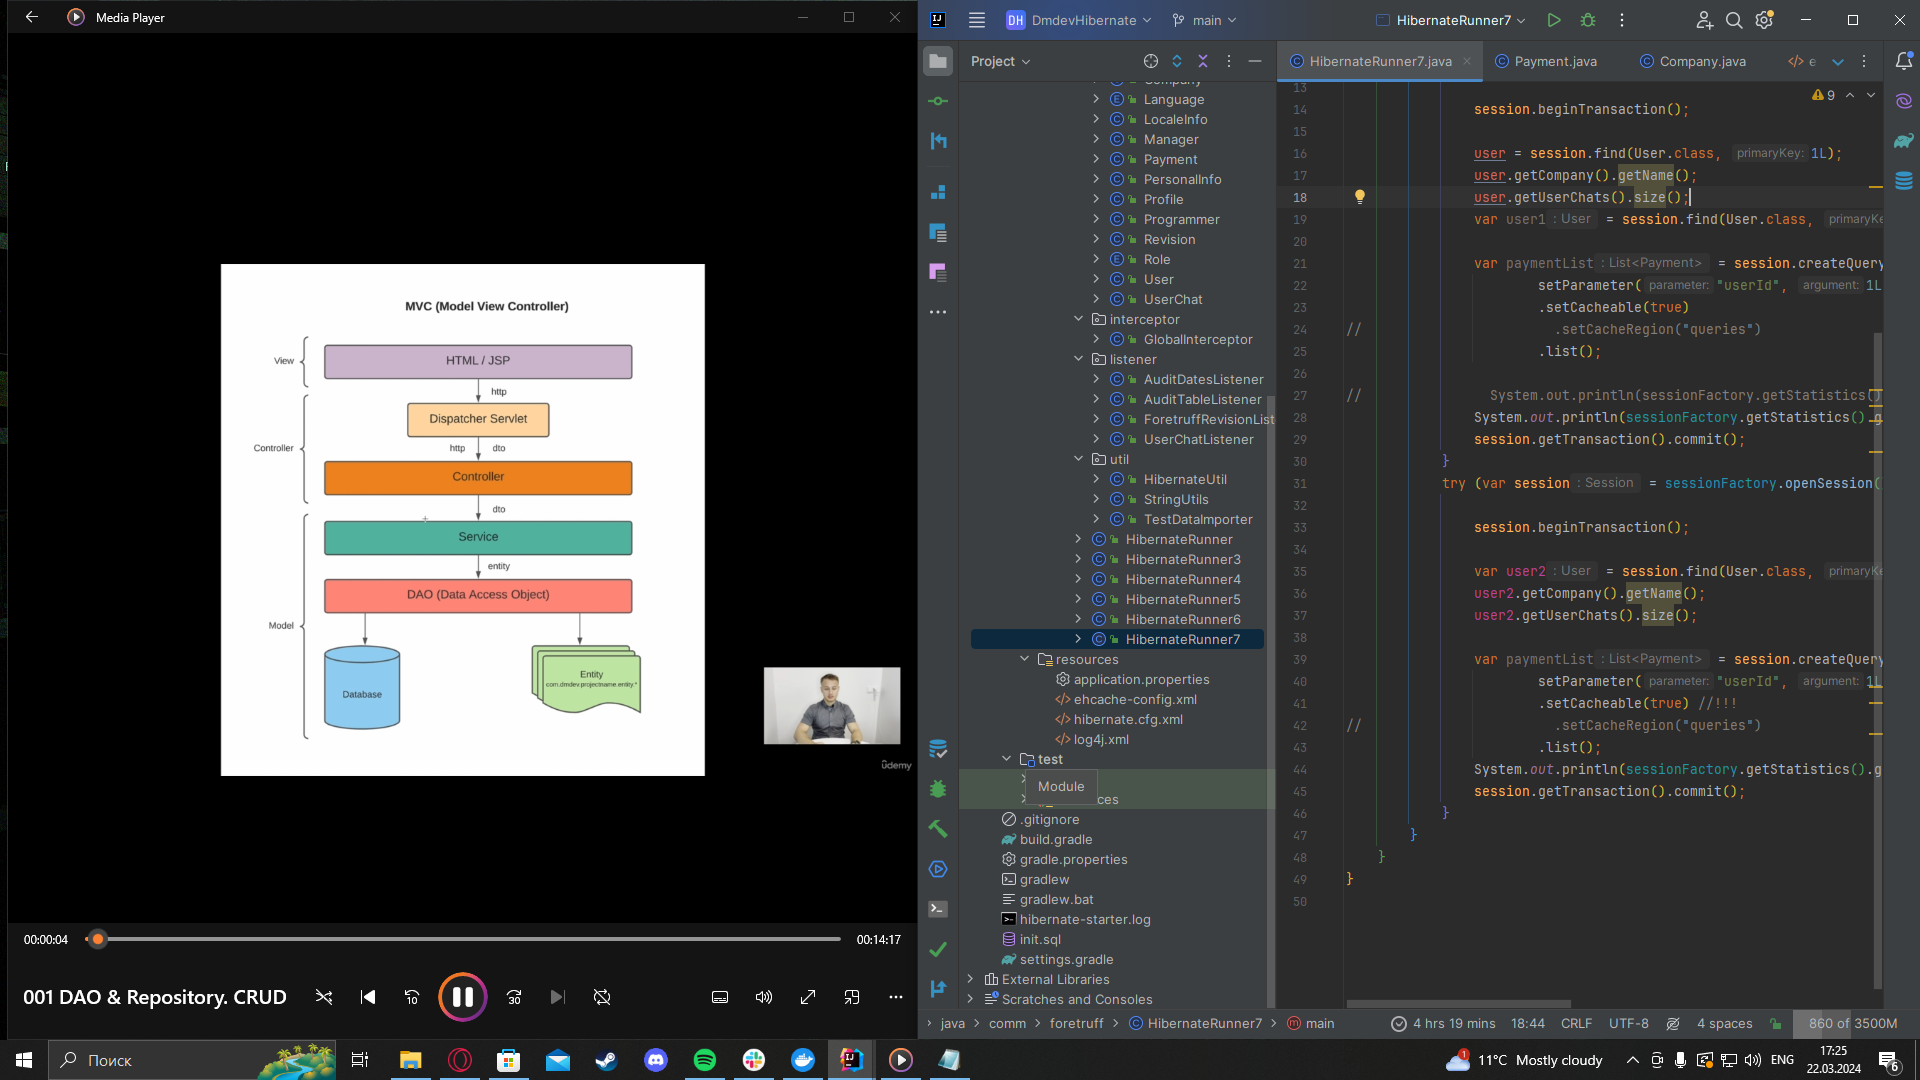 Media Player
MVC (Model View Controller)
View
HTML / JSP
http
Dispatcher Servlet
Controller
http
dto
Controller
dto
Service
entity
DAO (Data Access Object)
Model
Database
Entity
com.dmdev.projectname.entity.*
udemy
00:00:04
00:14:17
001 DAO & Repository. CRUD
10
30
DH
DmdevHibernate
main
HibernateRunner7
Project
Language
LocaleInfo
Manager
Payment
PersonalInfo
Profile
Programmer
Revision
Role
User
UserChat
interceptor
GlobalInterceptor
listener
AuditDatesListener
AuditTableListener
ForetruffRevisionList
UserChatListener
util
HibernateUtil
StringUtils
TestDataImporter
HibernateRunner
HibernateRunner3
HibernateRunner4
HibernateRunner5
HibernateRunner6
HibernateRunner7
resources
application.properties
ehcache-config.xml
hibernate.cfg.xml
log4j.xml
test
Module
.gitignore
build.gradle
gradle.properties
gradlew
gradlew.bat
hibernate-starter.log
init.sql
settings.gradle
External Libraries
Scratches and Consoles
HibernateRunner7.java
Payment.java
Company.java
9
13
14 session.beginTransaction();
15
16 user = session.find(User.class, primaryKey: 1L);
17 user.getCompany().getName();
18 user.getUserChats().size();
19 var user1 : User = session.find(User.class, primaryKe
20
21 var paymentList : List<Payment> = session.createQuery
22 setParameter( parameter: "userId", argument: 1L
23 .setCacheable(true)
24 // .setCacheRegion("queries")
25 .list();
26
27 // System.out.println(sessionFactory.getStatistics()
28 System.out.println(sessionFactory.getStatistics().g
29 session.getTransaction().commit();
30 }
31 try (var session : Session = sessionFactory.openSession(
32
33 session.beginTransaction();
34
35 var user2 : User = session.find(User.class, primaryK
36 user2.getCompany().getName();
37 user2.getUserChats().size();
38
39 var paymentList : List<Payment> = session.createQuery
40 setParameter( parameter: "userId", argument: 1L
41 .setCacheable(true) //!!!
42 // .setCacheRegion("queries")
43 .list();
44 System.out.println(sessionFactory.getStatistics().g
45 session.getTransaction().commit();
46 }
47 }
48 }
49 }
50
java > comm > foretruff > HibernateRunner7 > main
4 hrs 19 mins
18:44
CRLF
UTF-8
4 spaces
860 of 3500M
Поиск
1
11°C Mostly cloudy
ENG
17:25
22.03.2024
6